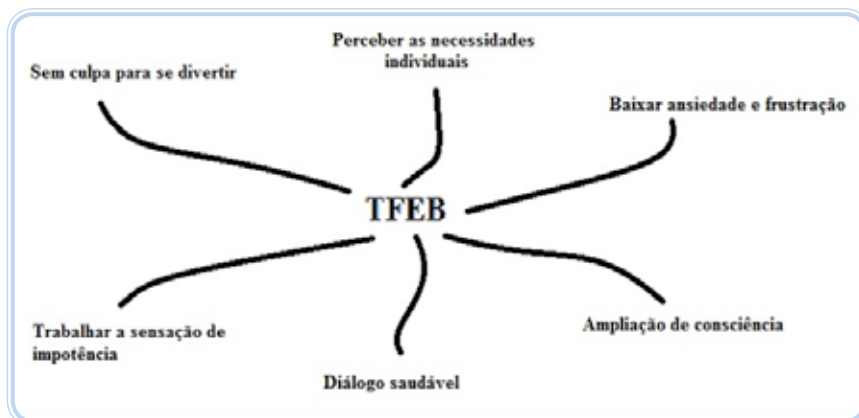 Perceber as necessidades
individuais
Sem culpa para se divertir
Baixar ansiedade e frustração
TFEB
Trabalhar a sensação de
impotência
Ampliação de consciência
Diálogo saudável